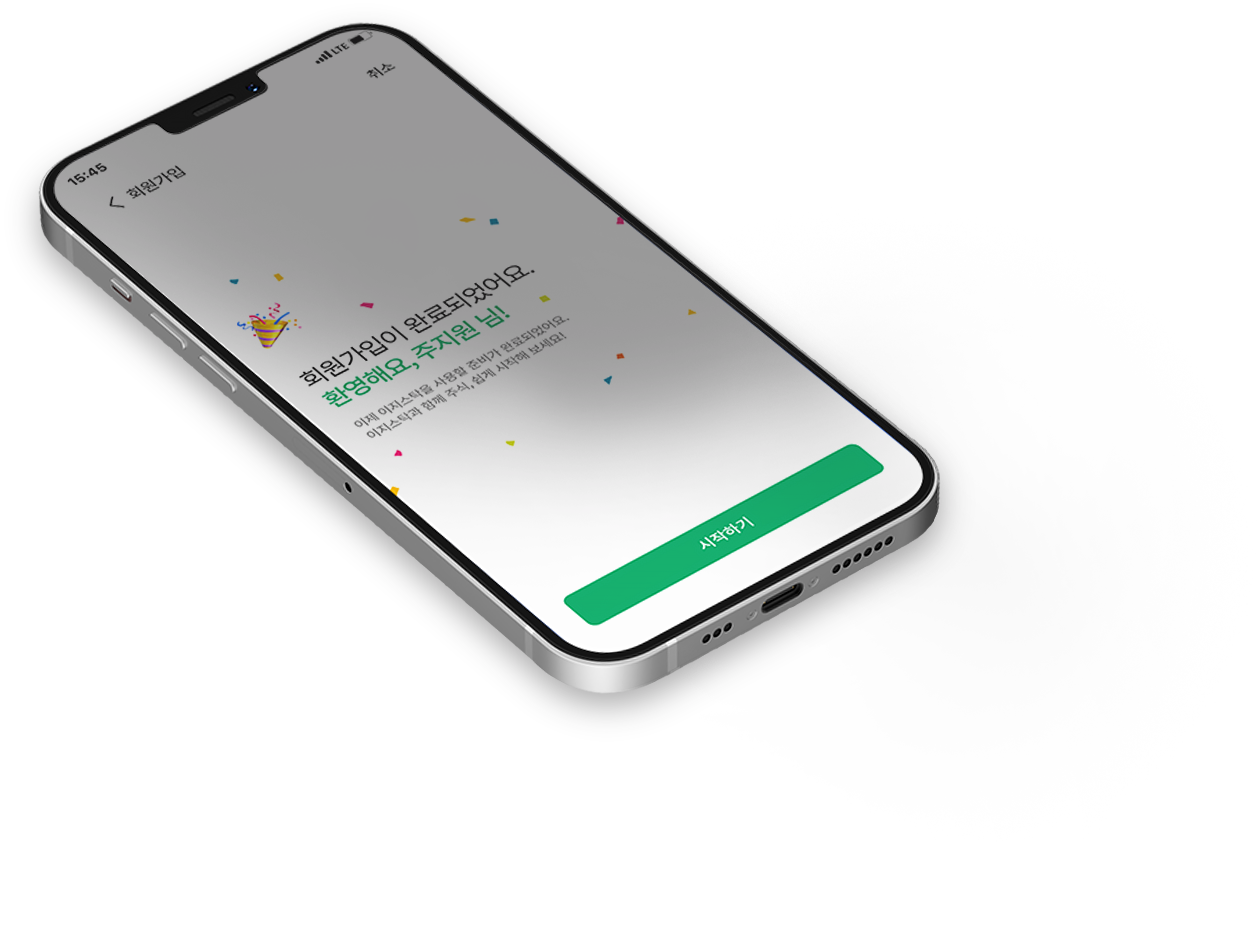 15:45
LTE
회원가입
취소
회원가입이 완료되었어요.
환영해요, 주지원 님!
이제 이지스탁을 사용할 준비가 완료되었어요.
이지스탁과 함께 주식, 쉽게 시작해 보세요!
시작하기